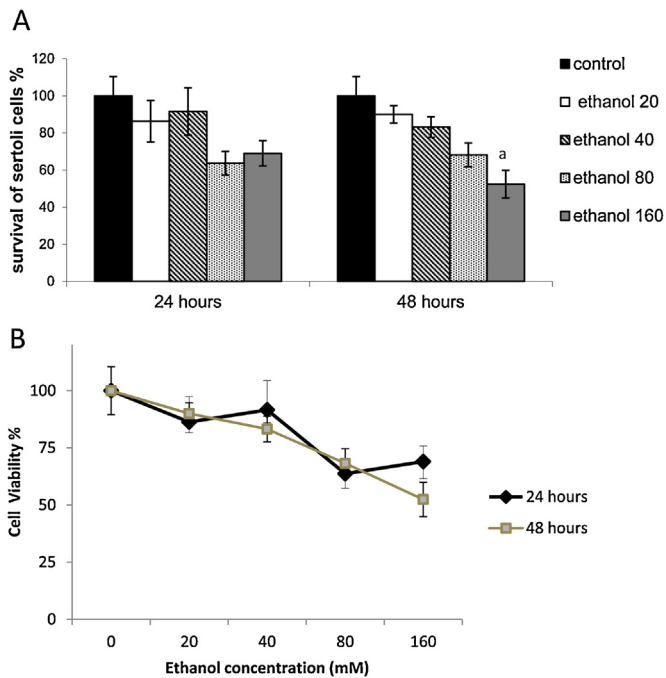 A
survival of sertoli cells %
120
100
80
60
40
20
0
a
24 hours
48 hours
control
ethanol 20
ethanol 40
ethanol 80
ethanol 160
B
Cell Viability %
100
75
50
25
0
0
20
40
80
160
Ethanol concentration (mM)
24 hours
48 hours